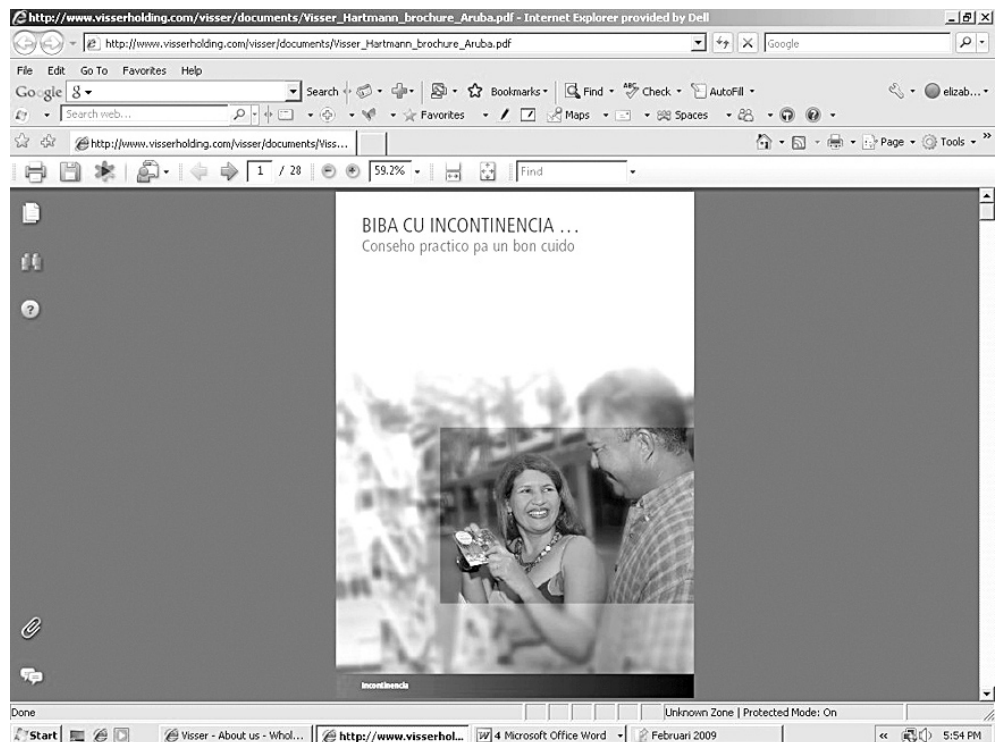 http://www.visserholding.com/visser/documents/Visser_Hartmann_brochure_Aruba.pdf - Internet Explorer provided by Dell
http://www.visserholding.com/visser/documents/Visser_Hartmann_brochure_Aruba.pdf Google
File Edit Go To Favorites Help
Google Search Bookmarks Find Check AutoFill elizab...
Search web... Favorites Maps Spaces
http://www.visserholding.com/visser/documents/Viss... Page Tools
1 / 28 59.2% Find
BIBA CU INCONTINENCIA ...
Conseho practico pa un bon cuido
Incontinencia
Done Unknown Zone | Protected Mode: On
Start Visser - About us - Whol... http://www.visserhol... 4 Microsoft Office Word Februari 2009 5:54 PM